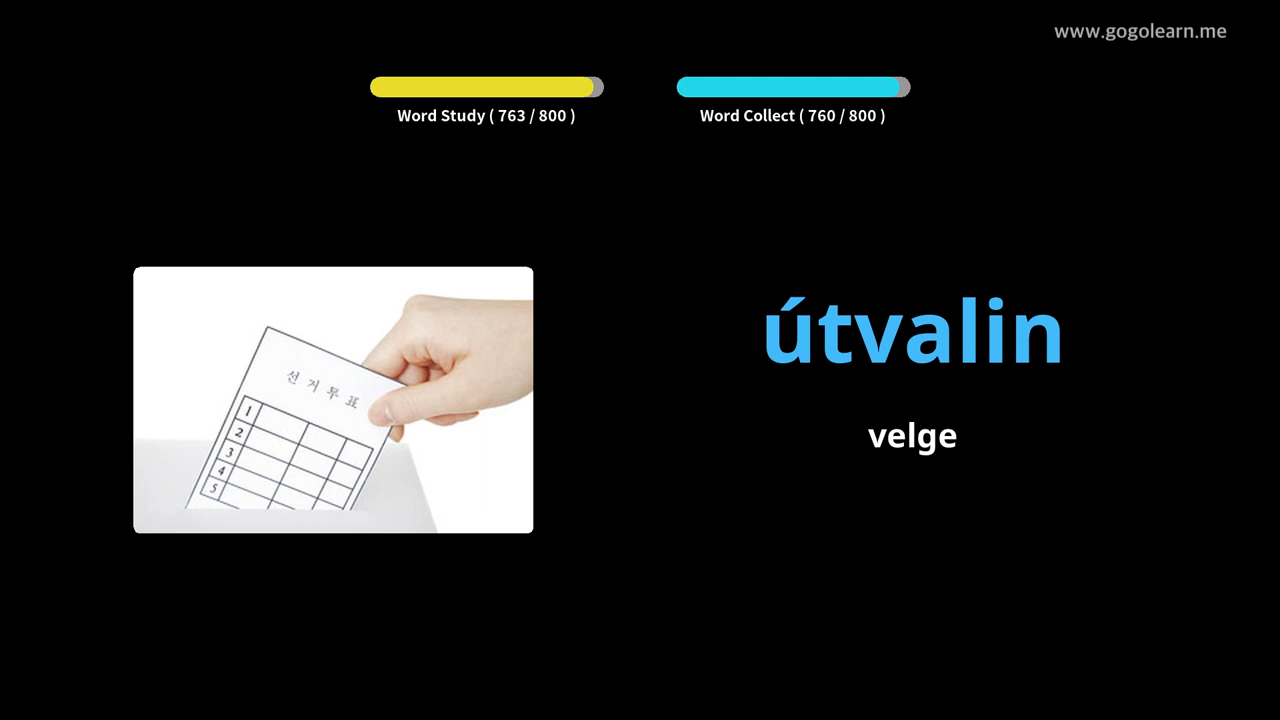 www.gogolearn.me
Word Study ( 763 / 800 )
Word Collect ( 760 / 800 )
선거투표
1
2
3
4
5
útvalin
velge